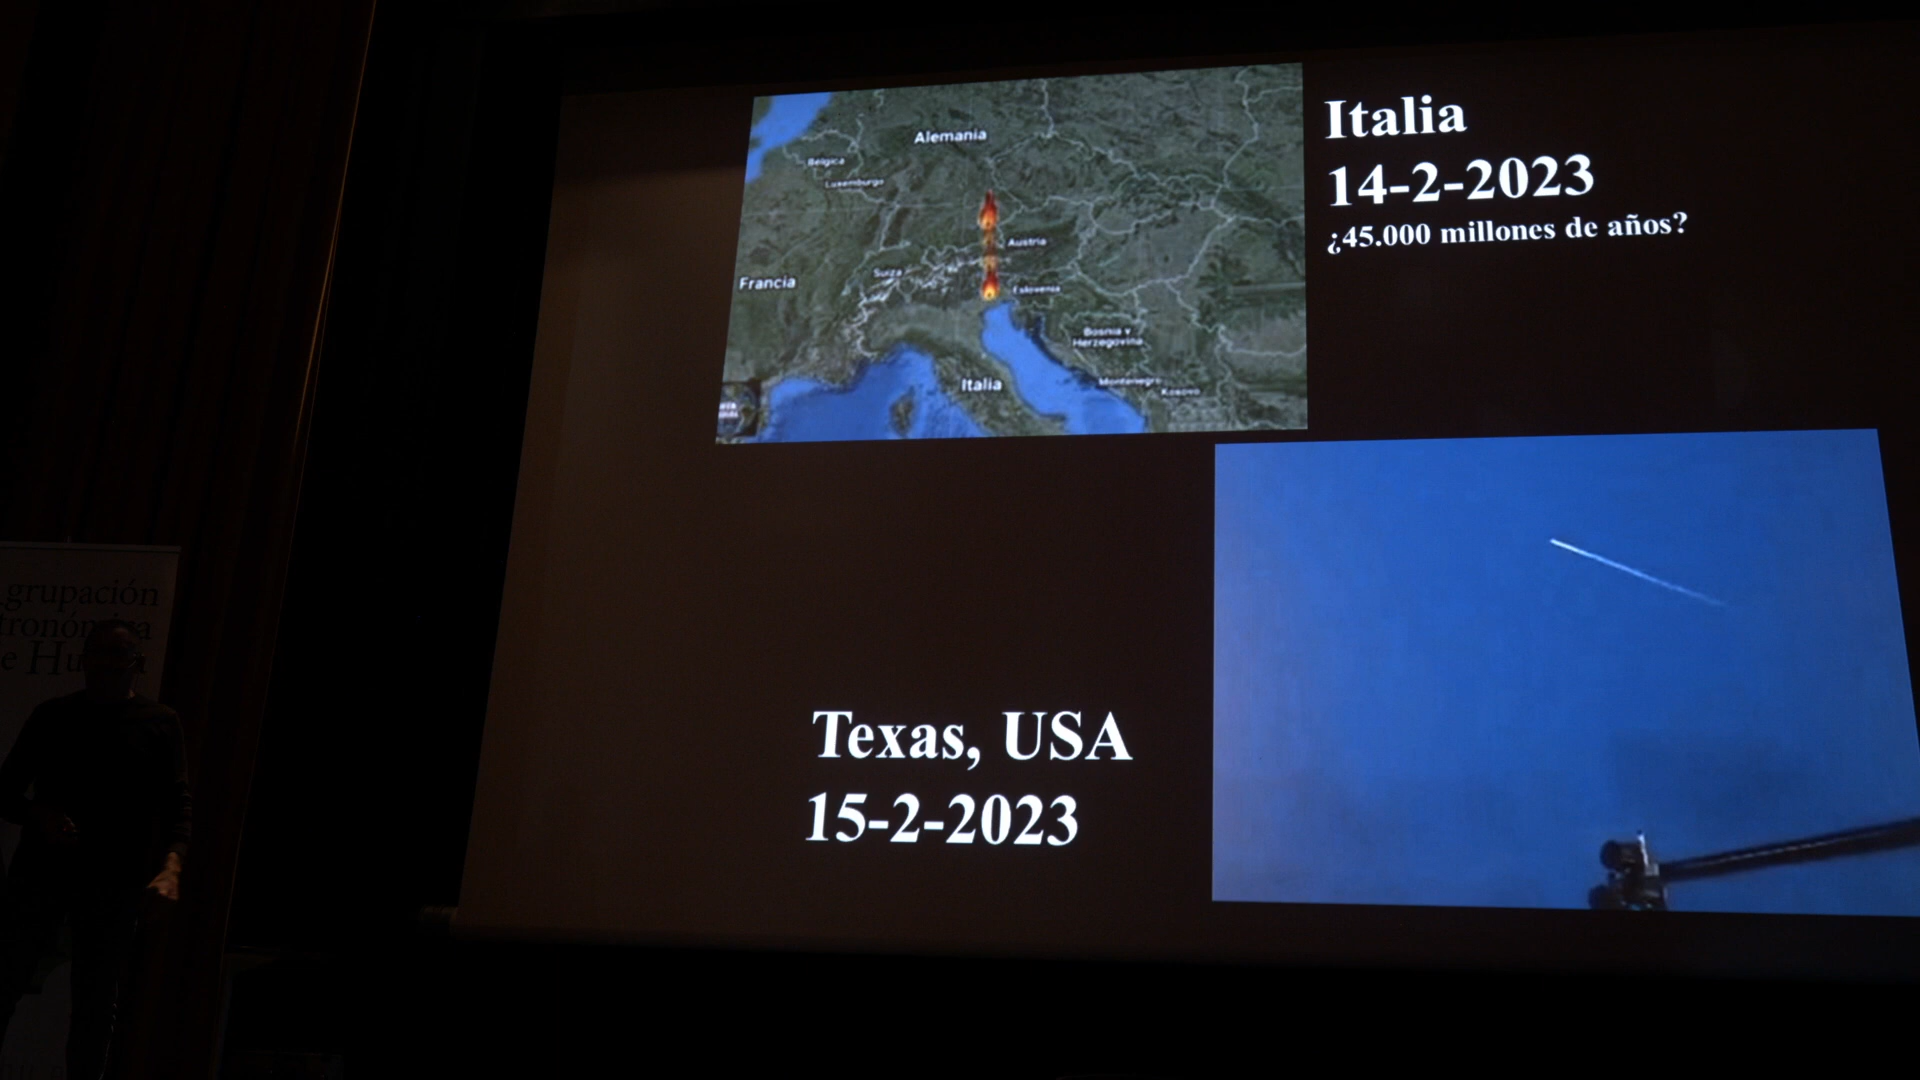 Italia
14-2-2023
¿45.000 millones de años?
Alemania
Belgica
Luxemburgo
Austria
Suiza
Francia
Eslovenia
Bosnia y
Herzegovina
Italia
Montenegro
Kosovo
Texas, USA
15-2-2023
grupación
tronómica
e Hu